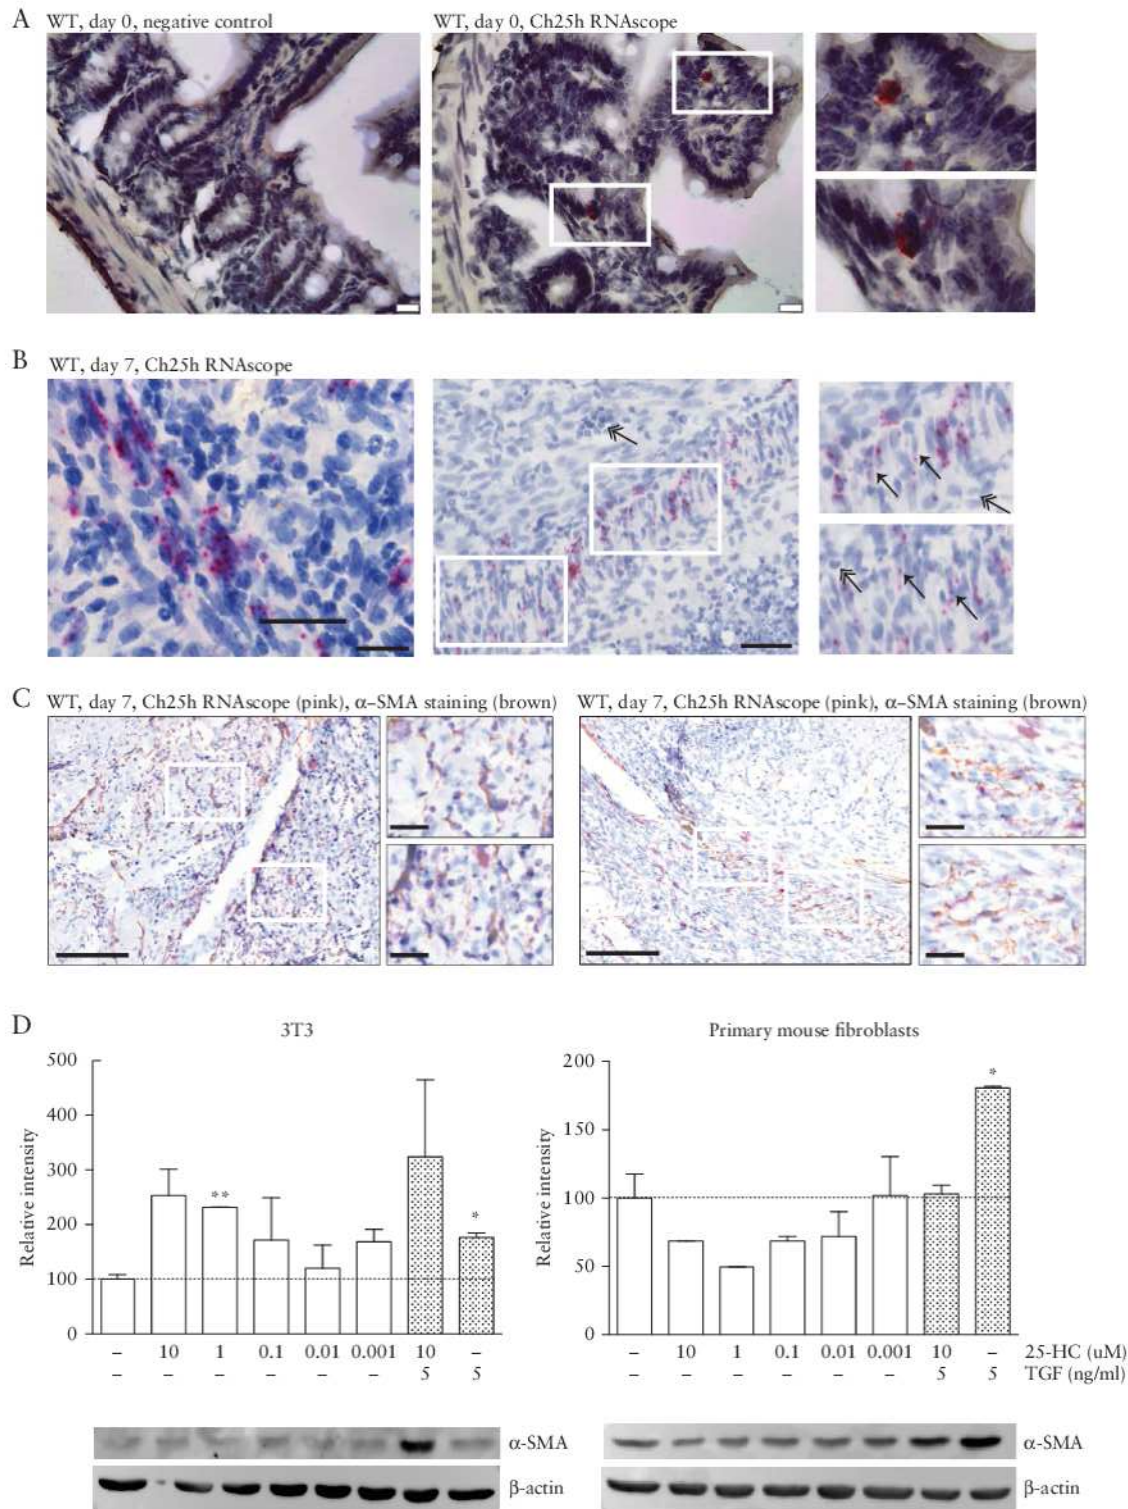 A
WT, day 0, negative control
WT, day 0, Ch25h RNAscope
B
WT, day 7, Ch25h RNAscope
C
WT, day 7, Ch25h RNAscope (pink), α–SMA staining (brown)
WT, day 7, Ch25h RNAscope (pink), α–SMA staining (brown)
D
3T3
500
400
300
200
100
0
Relative intensity
**
*
– 10 1 0.1 0.01 0.001 10 –
– – – – – – 5 5
α-SMA
β-actin
Primary mouse fibroblasts
200
150
100
50
0
Relative intensity
*
– 10 1 0.1 0.01 0.001 10 – 25-HC (uM)
– – – – – – 5 5 TGF (ng/ml)
α-SMA
β-actin